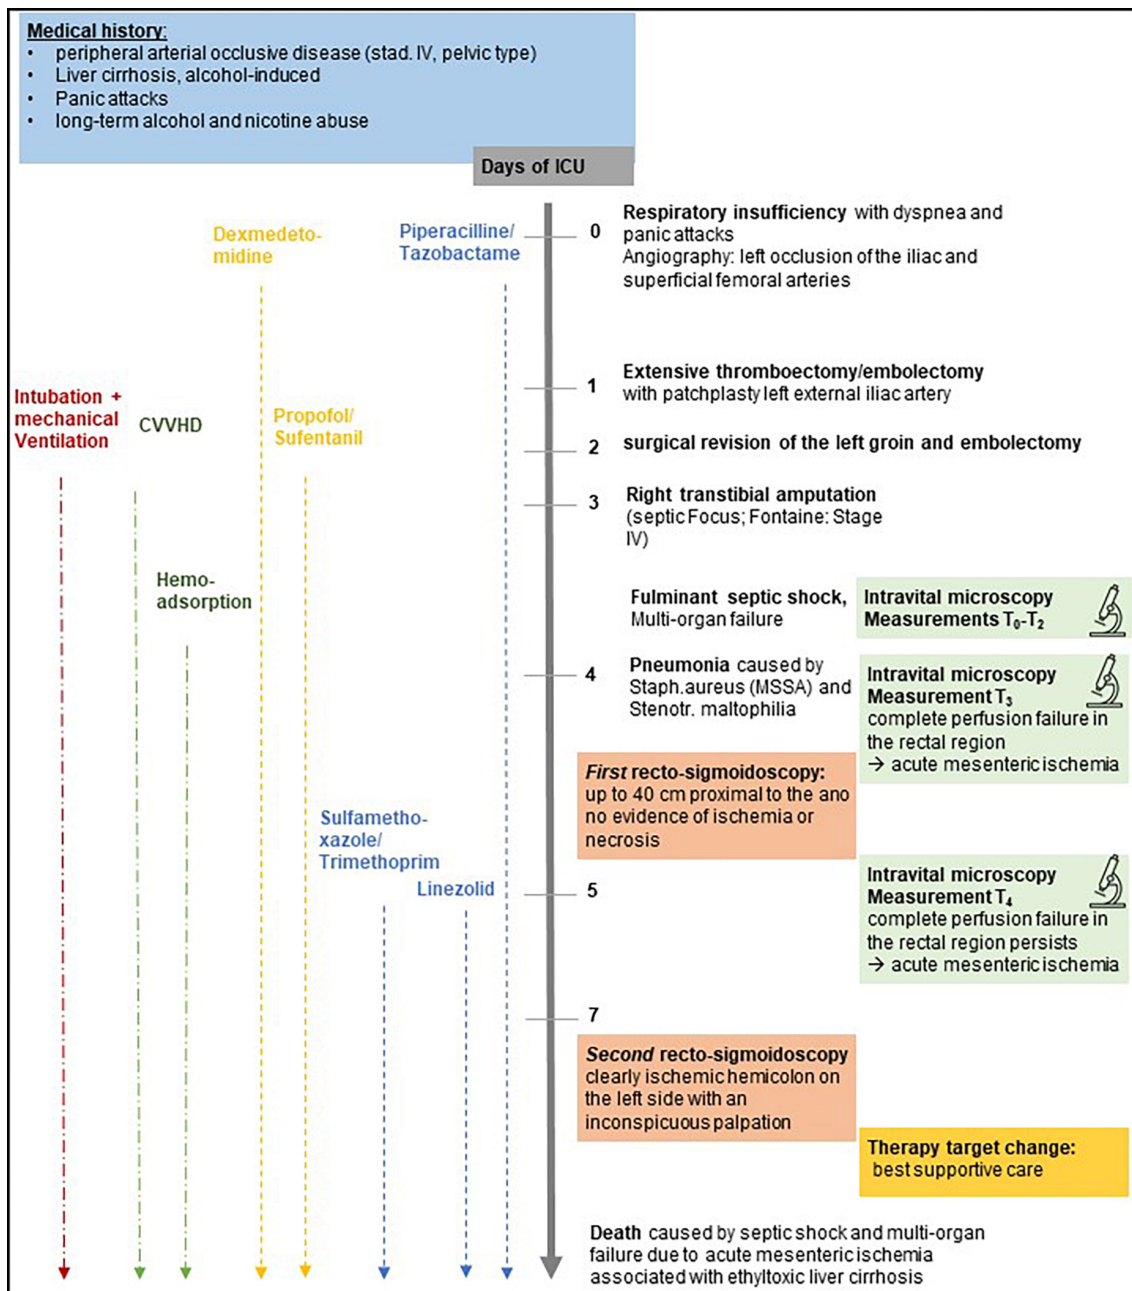 Medical history:
• peripheral arterial occlusive disease (stad. IV, pelvic type)
• Liver cirrhosis, alcohol-induced
• Panic attacks
• long-term alcohol and nicotine abuse
Days of ICU
Dexmedeto-
midine
Piperacilline/
Tazobactame
0
Respiratory insufficiency with dyspnea and
panic attacks
Angiography: left occlusion of the iliac and
superficial femoral arteries
Intubation +
mechanical
Ventilation
CVVHD
Propofol/
Sufentanil
1
Extensive thromboectomy/embolectomy
with patchplasty left external iliac artery
2
surgical revision of the left groin and embolectomy
3
Right transtibial amputation
(septic Focus; Fontaine: Stage
IV)
Hemo-
adsorption
Fulminant septic shock,
Multi-organ failure
Intravital microscopy
Measurements T0-T2
4
Pneumonia caused by
Staph.aureus (MSSA) and
Stenotr. maltophilia
Intravital microscopy
Measurement T3
complete perfusion failure in
the rectal region
→ acute mesenteric ischemia
First recto-sigmoidoscopy:
up to 40 cm proximal to the ano
no evidence of ischemia or
necrosis
Sulfametho-
xazole/
Trimethoprim
Linezolid
5
Intravital microscopy
Measurement T4
complete perfusion failure in
the rectal region persists
→ acute mesenteric ischemia
7
Second recto-sigmoidoscopy
clearly ischemic hemicolon on
the left side with an
inconspicuous palpation
Therapy target change:
best supportive care
Death caused by septic shock and multi-organ
failure due to acute mesenteric ischemia
associated with ethyltoxic liver cirrhosis